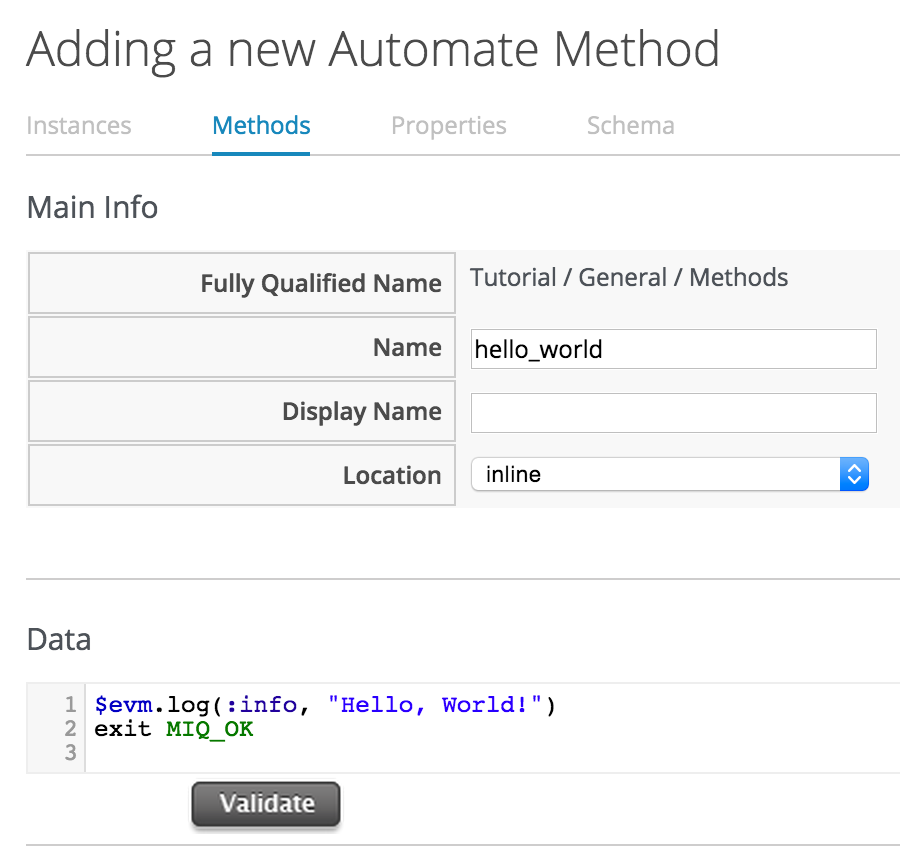 Adding a new Automate Method
Instances Methods Properties Schema
Main Info
Fully Qualified Name Tutorial / General / Methods
Name hello_world
Display Name
Location inline
Data
1 $evm.log(:info, "Hello, World!")
2 exit MIQ_OK
3
Validate